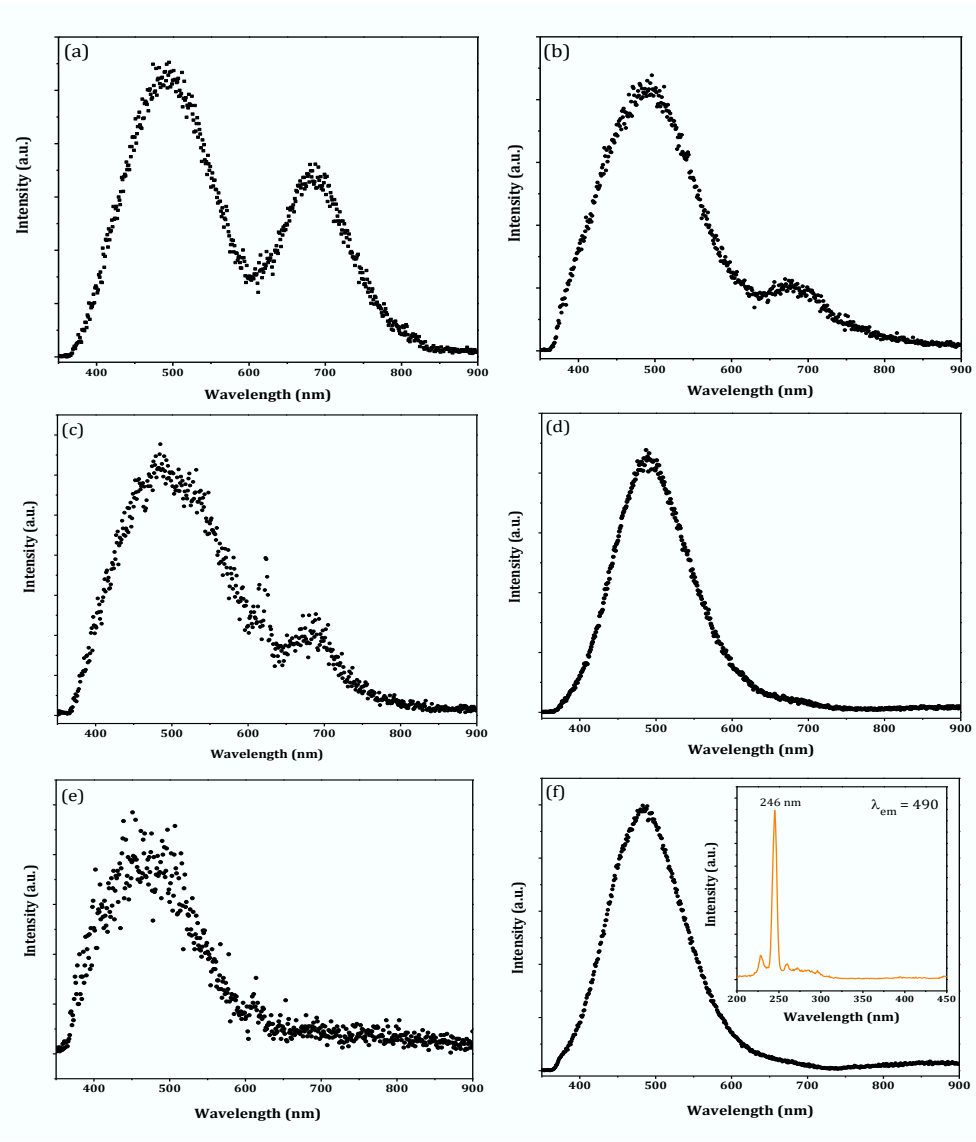 (a)
Intensity (a.u.)
400 500 600 700 800 900
Wavelength (nm)
(b)
Intensity (a.u.)
400 500 600 700 800 900
Wavelength (nm)
(c)
Intensity (a.u.)
400 500 600 700 800 900
Wavelength (nm)
(d)
Intensity (a.u.)
400 500 600 700 800 900
Wavelength (nm)
(e)
Intensity (a.u.)
400 500 600 700 800 900
Wavelength (nm)
(f)
Intensity (a.u.)
400 500 600 700 800 900
Wavelength (nm)
246 nm
λem = 490
Intensity (a.u.)
200 250 300 350 400 450
Wavelength (nm)